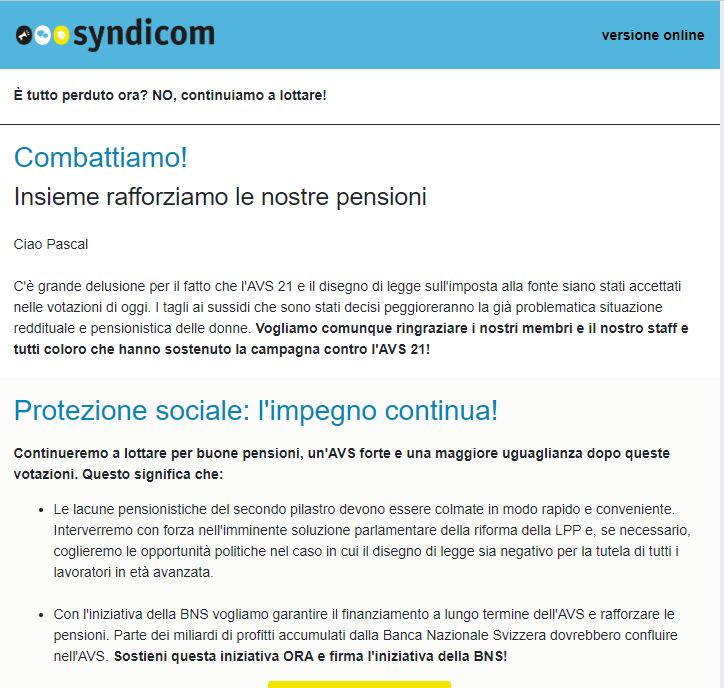 syndicom
versione online
È tutto perduto ora? NO, continuiamo a lottare!
Combattiamo!
Insieme rafforziamo le nostre pensioni
Ciao Pascal
C'è grande delusione per il fatto che l'AVS 21 e il disegno di legge sull'imposta alla fonte siano stati accettati
nelle votazioni di oggi. I tagli ai sussidi che sono stati decisi peggioreranno la già problematica situazione
reddituale e pensionistica delle donne. Vogliamo comunque ringraziare i nostri membri e il nostro staff e
tutti coloro che hanno sostenuto la campagna contro l'AVS 21!
Protezione sociale: l'impegno continua!
Continueremo a lottare per buone pensioni, un'AVS forte e una maggiore uguaglianza dopo queste
votazioni. Questo significa che:
• Le lacune pensionistiche del secondo pilastro devono essere colmate in modo rapido e conveniente.
Interverremo con forza nell'imminente soluzione parlamentare della riforma della LPP e, se necessario,
coglieremo le opportunità politiche nel caso in cui il disegno di legge sia negativo per la tutela di tutti i
lavoratori in età avanzata.
• Con l'iniziativa della BNS vogliamo garantire il finanziamento a lungo termine dell'AVS e rafforzare le
pensioni. Parte dei miliardi di profitti accumulati dalla Banca Nazionale Svizzera dovrebbero confluire
nell'AVS. Sostieni questa iniziativa ORA e firma l'iniziativa della BNS!